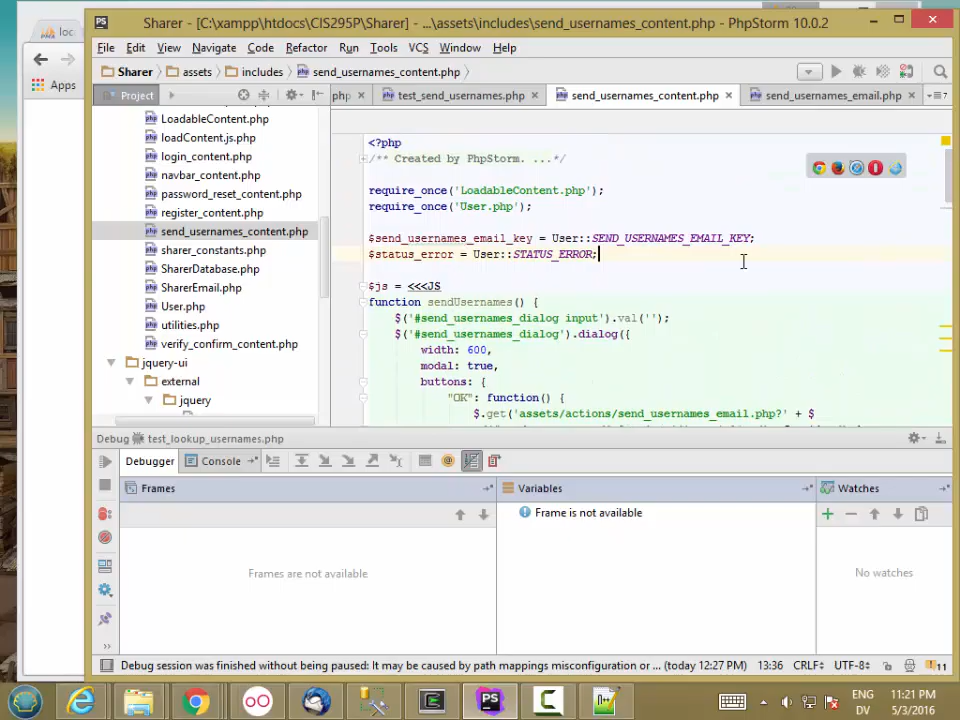 Sharer - [C:\xampp\htdocs\CIS295P\Sharer] - ...\assets\includes\send_usernames_content.php - PhpStorm 10.0.2
loc
File Edit View Navigate Code Refactor Run Tools VCS Window Help
Apps
Sharer assets includes send_usernames_content.php
Project
php test_send_usernames.php send_usernames_content.php send_usernames_email.php 7
LoadableContent.php
loadContent.js.php
login_content.php
navbar_content.php
password_reset_content.php
register_content.php
send_usernames_content.php
sharer_constants.php
SharerDatabase.php
SharerEmail.php
User.php
utilities.php
verify_confirm_content.php
jquery-ui
external
jquery
<?php
/** Created by PhpStorm. ...*/
require_once('LoadableContent.php');
require_once('User.php');
$send_usernames_email_key = User::SEND_USERNAMES_EMAIL_KEY;
$status_error = User::STATUS_ERROR;
$js = <<<JS
function sendUsernames() {
$('#send_usernames_dialog input').val('');
$('#send_usernames_dialog').dialog({
width: 600,
modal: true,
buttons: {
"OK": function() {
$.get('assets/actions/send_usernames_email.php?' + $
Debug test_lookup_usernames.php
Debugger Console
Frames
Variables
Watches
Frame is not available
Frames are not available
No watches
Debug session was finished without being paused: It may be caused by path mappings misconfiguration or ... (today 12:27 PM) 13:36 CRLF UTF-8 11
ENG
DV
11:21 PM
5/3/2016